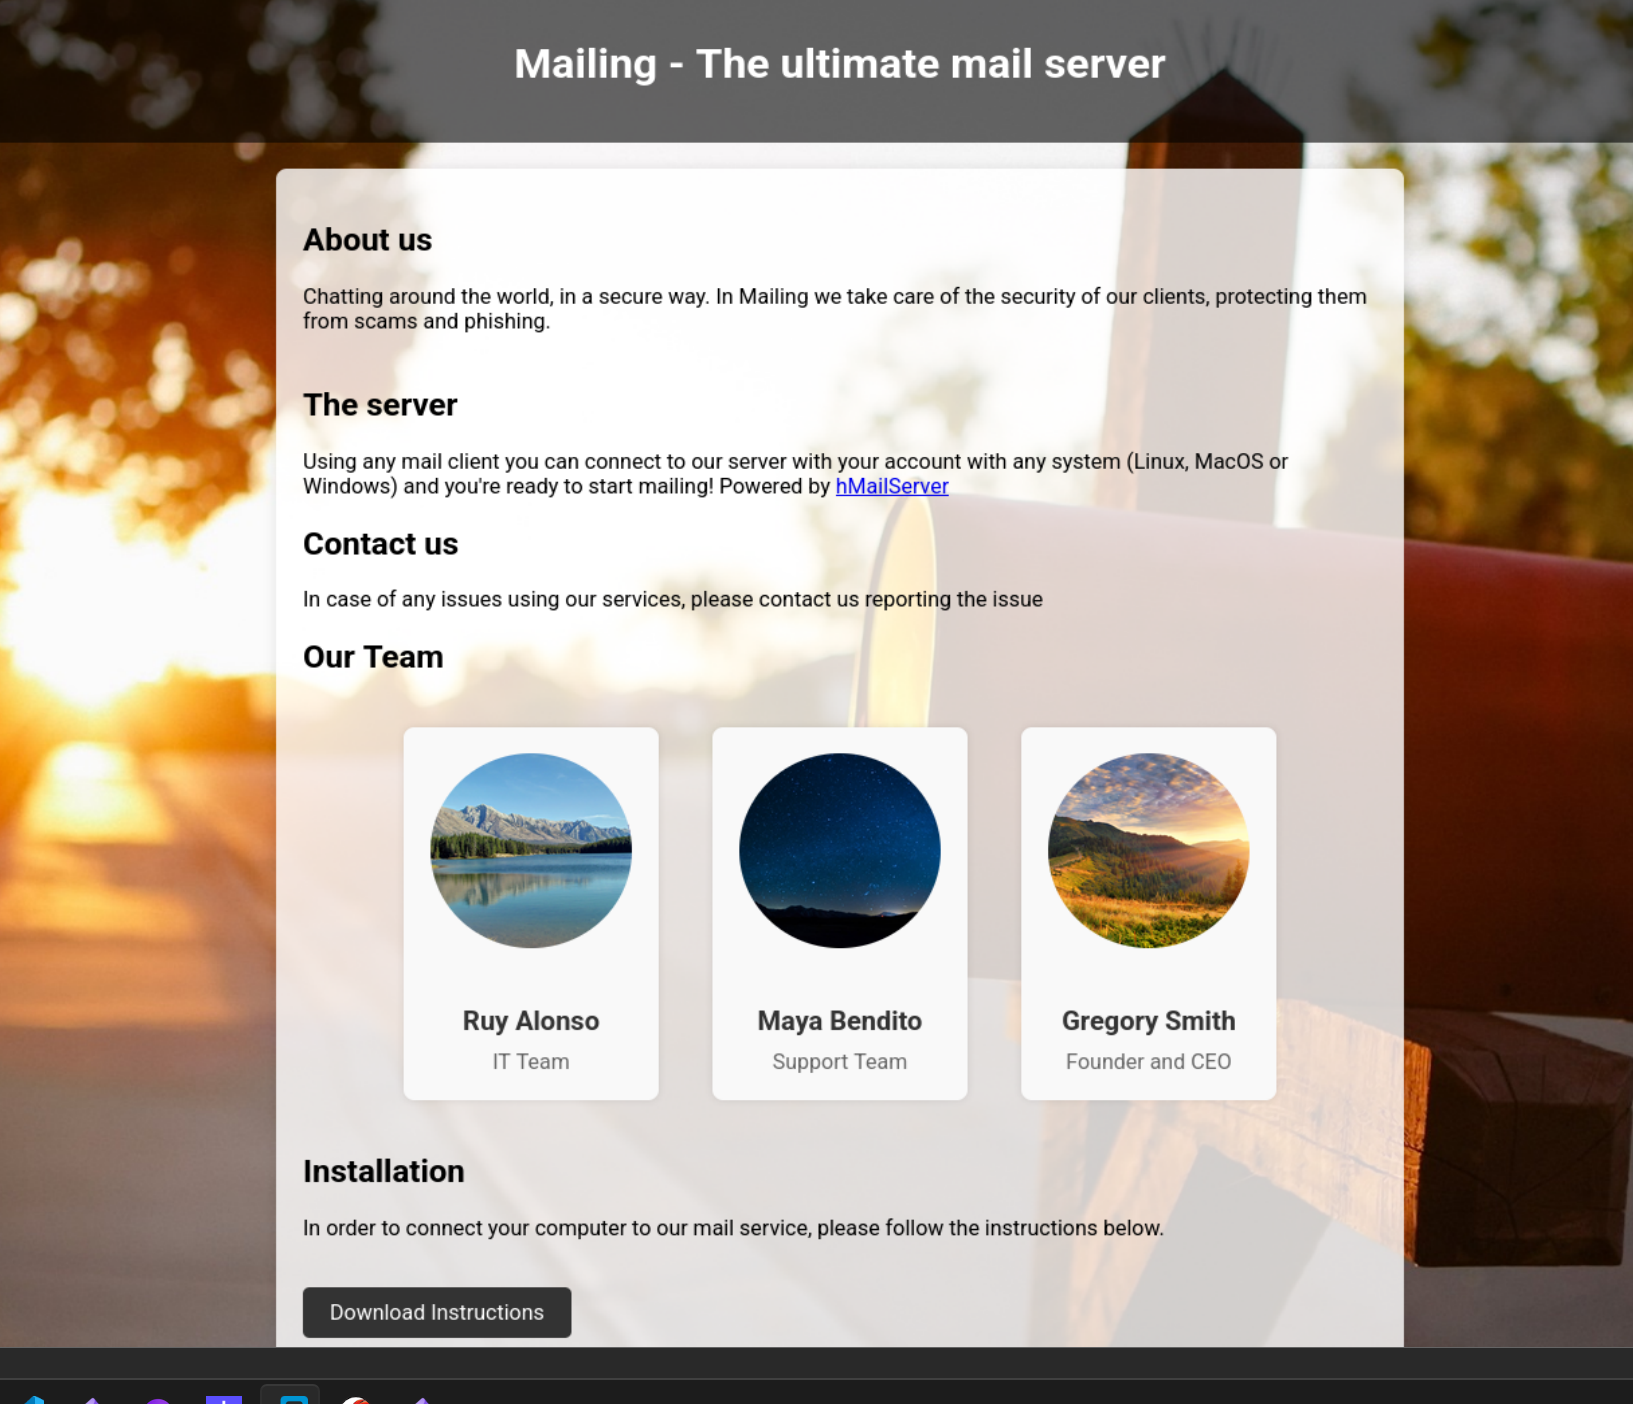 Mailing - The ultimate mail server
About us
Chatting around the world, in a secure way. In Mailing we take care of the security of our clients, protecting them
from scams and phishing.
The server
Using any mail client you can connect to our server with your account with any system (Linux, MacOS or
Windows) and you're ready to start mailing! Powered by hMailServer
Contact us
In case of any issues using our services, please contact us reporting the issue
Our Team
Ruy Alonso
IT Team
Maya Bendito
Support Team
Gregory Smith
Founder and CEO
Installation
In order to connect your computer to our mail service, please follow the instructions below.
Download Instructions